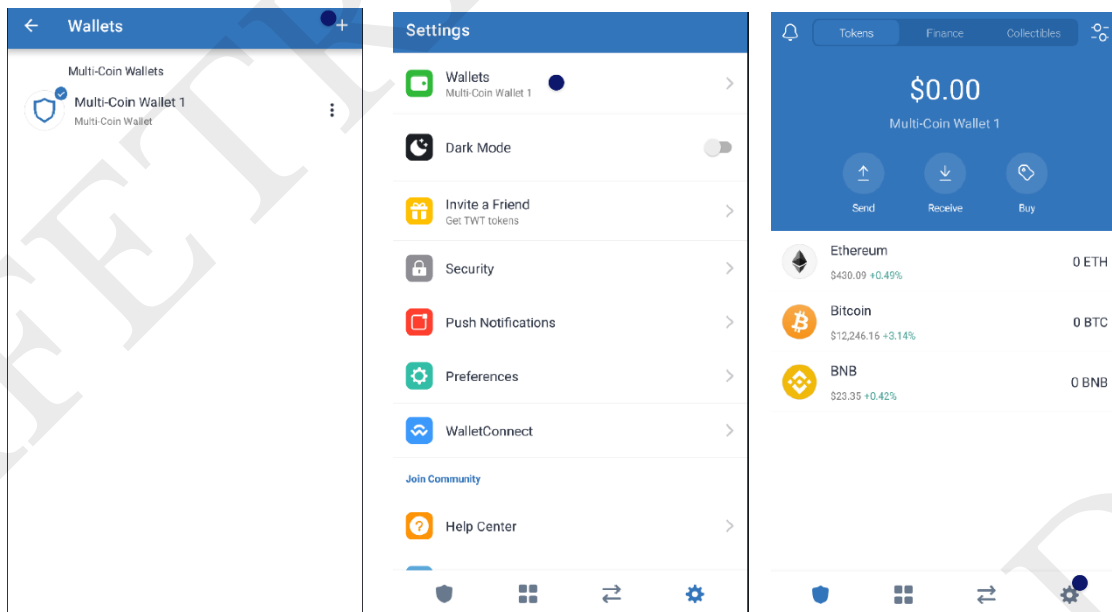 Wallets
Multi-Coin Wallets
Multi-Coin Wallet 1
Multi-Coin Wallet
Settings
Wallets
Multi-Coin Wallet 1
Dark Mode
Invite a Friend
Get TWT tokens
Security
Push Notifications
Preferences
WalletConnect
Join Community
Help Center
Tokens Finance Collectibles
$0.00
Multi-Coin Wallet 1
Send Receive Buy
Ethereum
$430.09 +0.49%
0 ETH
Bitcoin
$12,246.16 +3.14%
0 BTC
BNB
$23.35 +0.42%
0 BNB